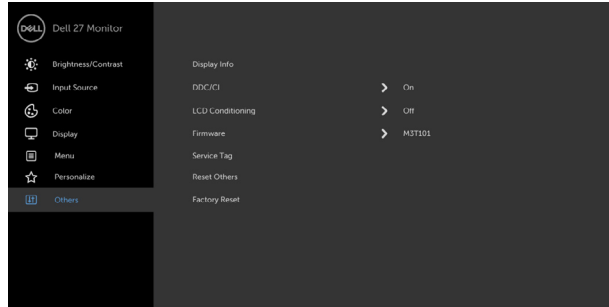 DELL Dell 27 Monitor
Brightness/Contrast Display Info
Input Source DDC/CI On
Color LCD Conditioning Off
Display Firmware M3T101
Menu Service Tag
Personalize Reset Others
Others Factory Reset